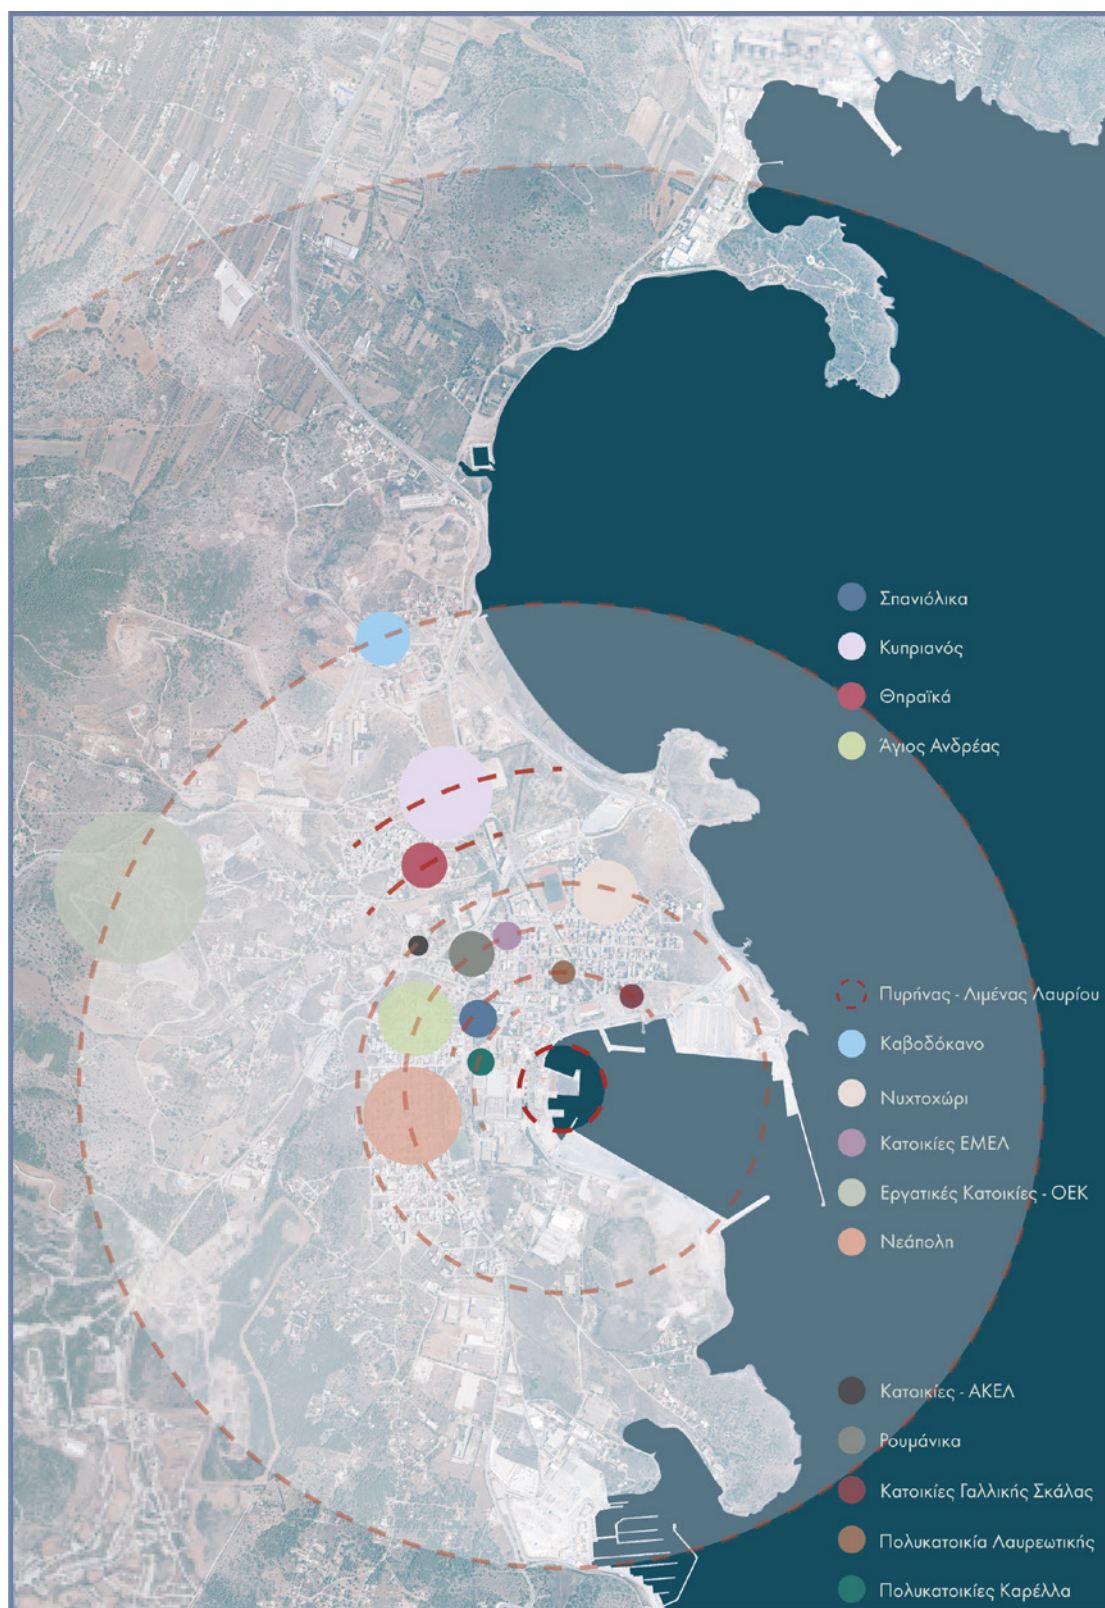 Σπανιόλικα
Κυπριανός
Θηραϊκά
Άγιος Ανδρέας
Πυρήνας - Λιμένας Λαυρίου
Καβοδόκανο
Νυχτοχώρι
Κατοικίες ΕΜΕΛ
Εργατικές Κατοικίες - ΟΕΚ
Νεάπολη
Κατοικίες - ΑΚΕΛ
Ρουμάνικα
Κατοικίες Γαλλικής Σκάλας
Πολυκατοικία Λαυρεωτικής
Πολυκατοικίες Καρέλλα